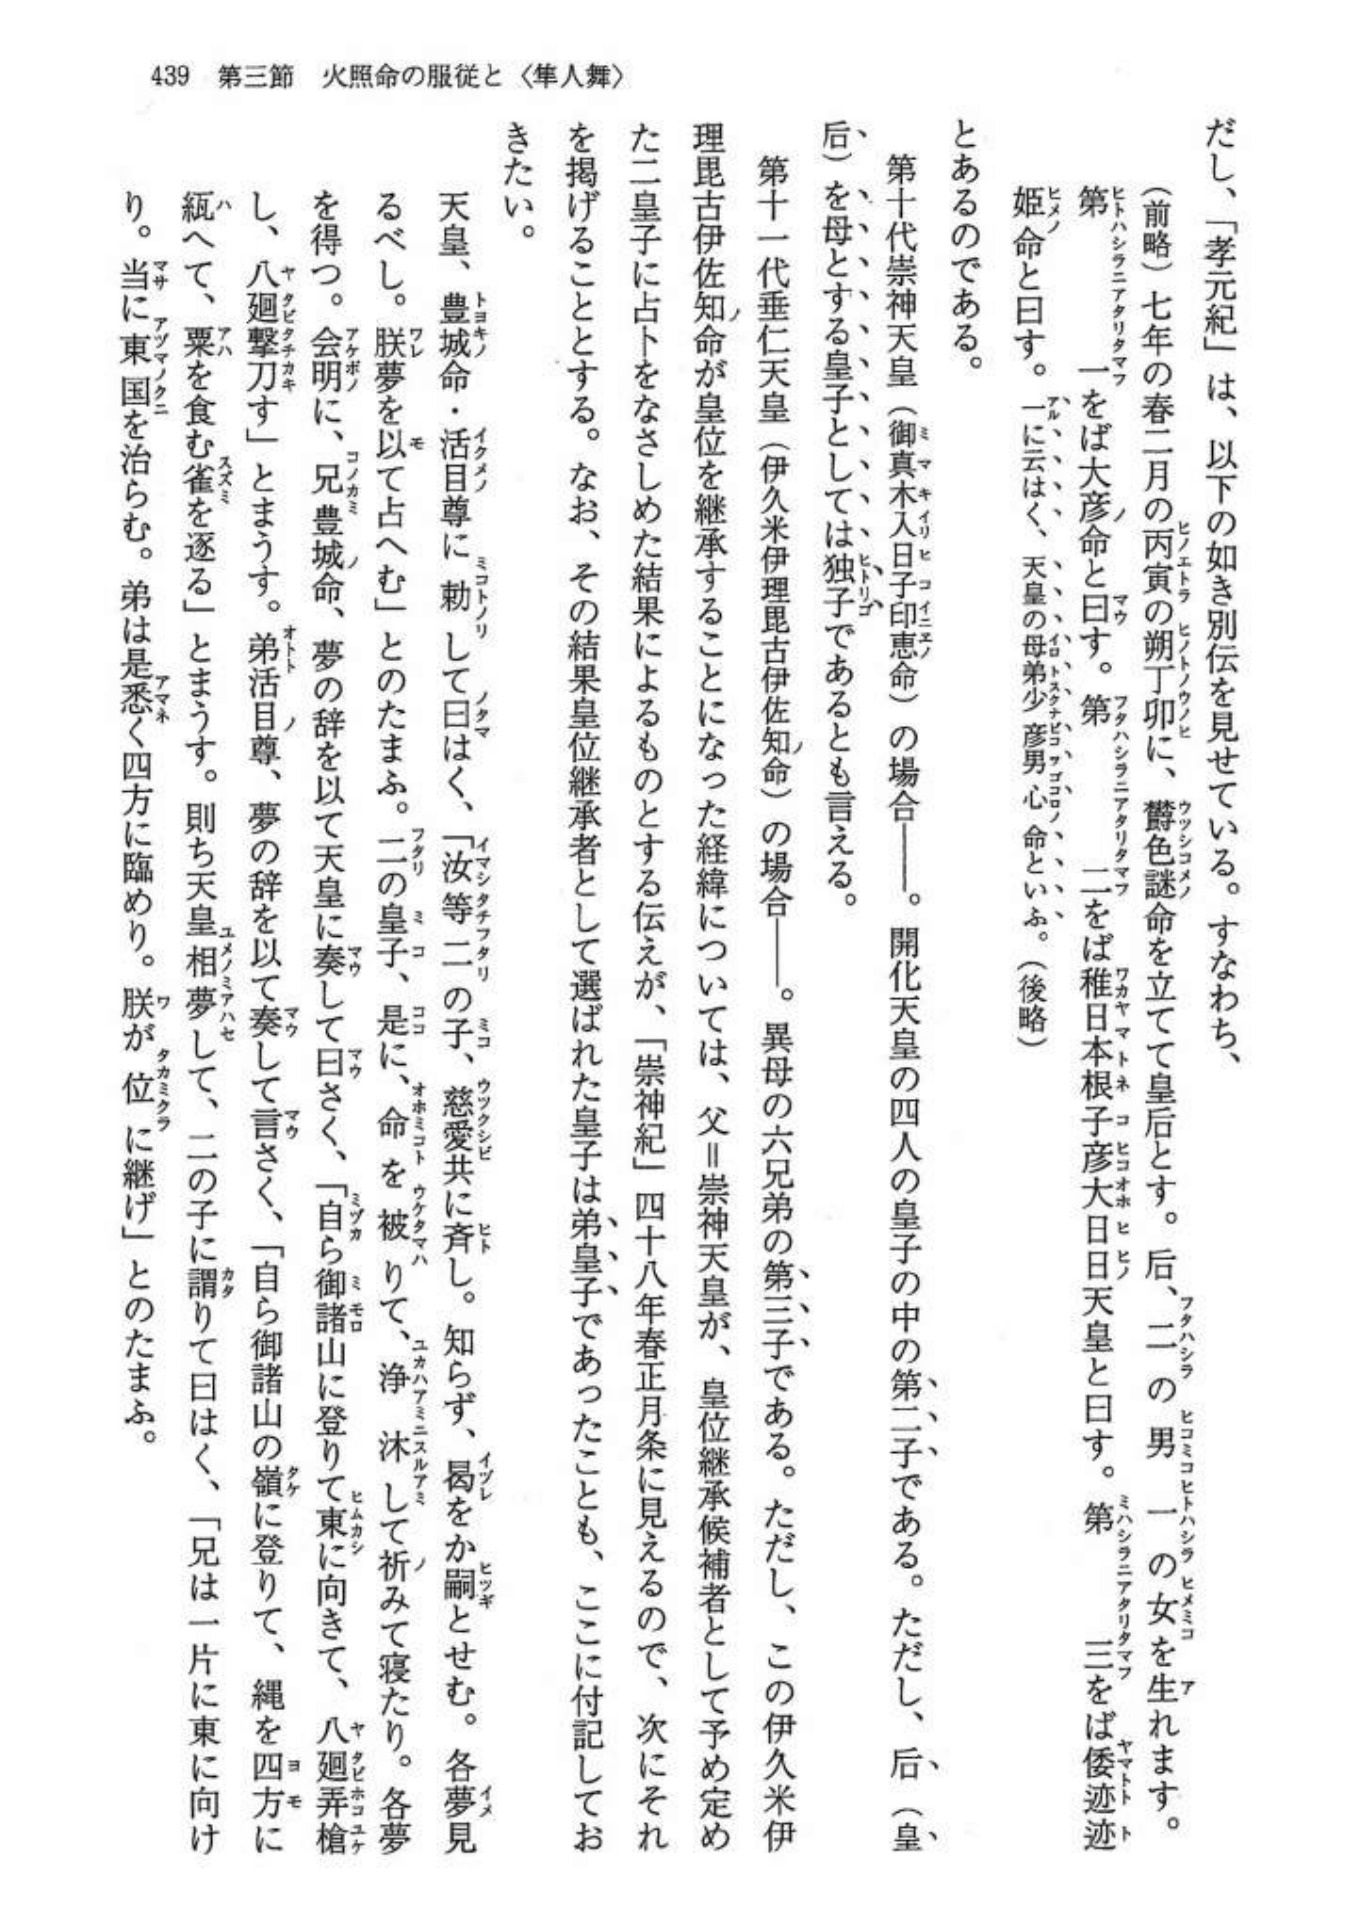 439　第三節　火照命の服従と〈隼人舞〉
だし、「孝元紀」は、以下の如き別伝を見せている。すなわち、
（前略）七年の春二月の丙寅の朔丁卯に、欝色謎命を立てて皇后とす。后、二の男　一の女を生れます。
第一をば大彦命と曰す。第二をば稚日本根子彦大日日天皇と曰す。第三をば倭迹迹
姫命と曰す。一に云はく、天皇の母弟少彦男心命といふ。（後略）
とあるのである。
第十代崇神天皇（御真木入日子印恵命）の場合――。開化天皇の四人の皇子の中の第二子である。ただし、后（皇
后）を母とする皇子としては独子であるとも言える。
第十一代垂仁天皇（伊久米伊理毘古伊佐知命）の場合――。異母の六兄弟の第三子である。ただし、この伊久米伊
理毘古伊佐知命が皇位を継承することになった経緯については、父＝崇神天皇が、皇位継承候補者として予め定め
た二皇子に占卜をなさしめた結果によるものとする伝えが、「崇神紀」四十八年春正月条に見えるので、次にそれ
を掲げることとする。なお、その結果皇位継承者として選ばれた皇子は弟皇子であったことも、ここに付記してお
きたい。
天皇、豊城命・活目尊に勅して曰はく、「汝等二の子、慈愛共に斉し。知らず、曷をか嗣とせむ。各夢見
るべし。朕夢を以て占へむ」とのたまふ。二の皇子、是に、命を被りて、浄沐して祈みて寝たり。各夢
を得つ。会明に、兄豊城命、夢の辞を以て天皇に奏して曰さく、「自ら御諸山に登りて東に向きて、八廻弄槍
し、八廻撃刀す」とまうす。弟活目尊、夢の辞を以て奏して言さく、「自ら御諸山の嶺に登りて、縄を四方に
絚へて、粟を食む雀を逐る」とまうす。則ち天皇相夢して、二の子に謂りて曰はく、「兄は一片に東に向け
り。当に東国を治らむ。弟は是悉く四方に臨めり。朕が位に継げ」とのたまふ。